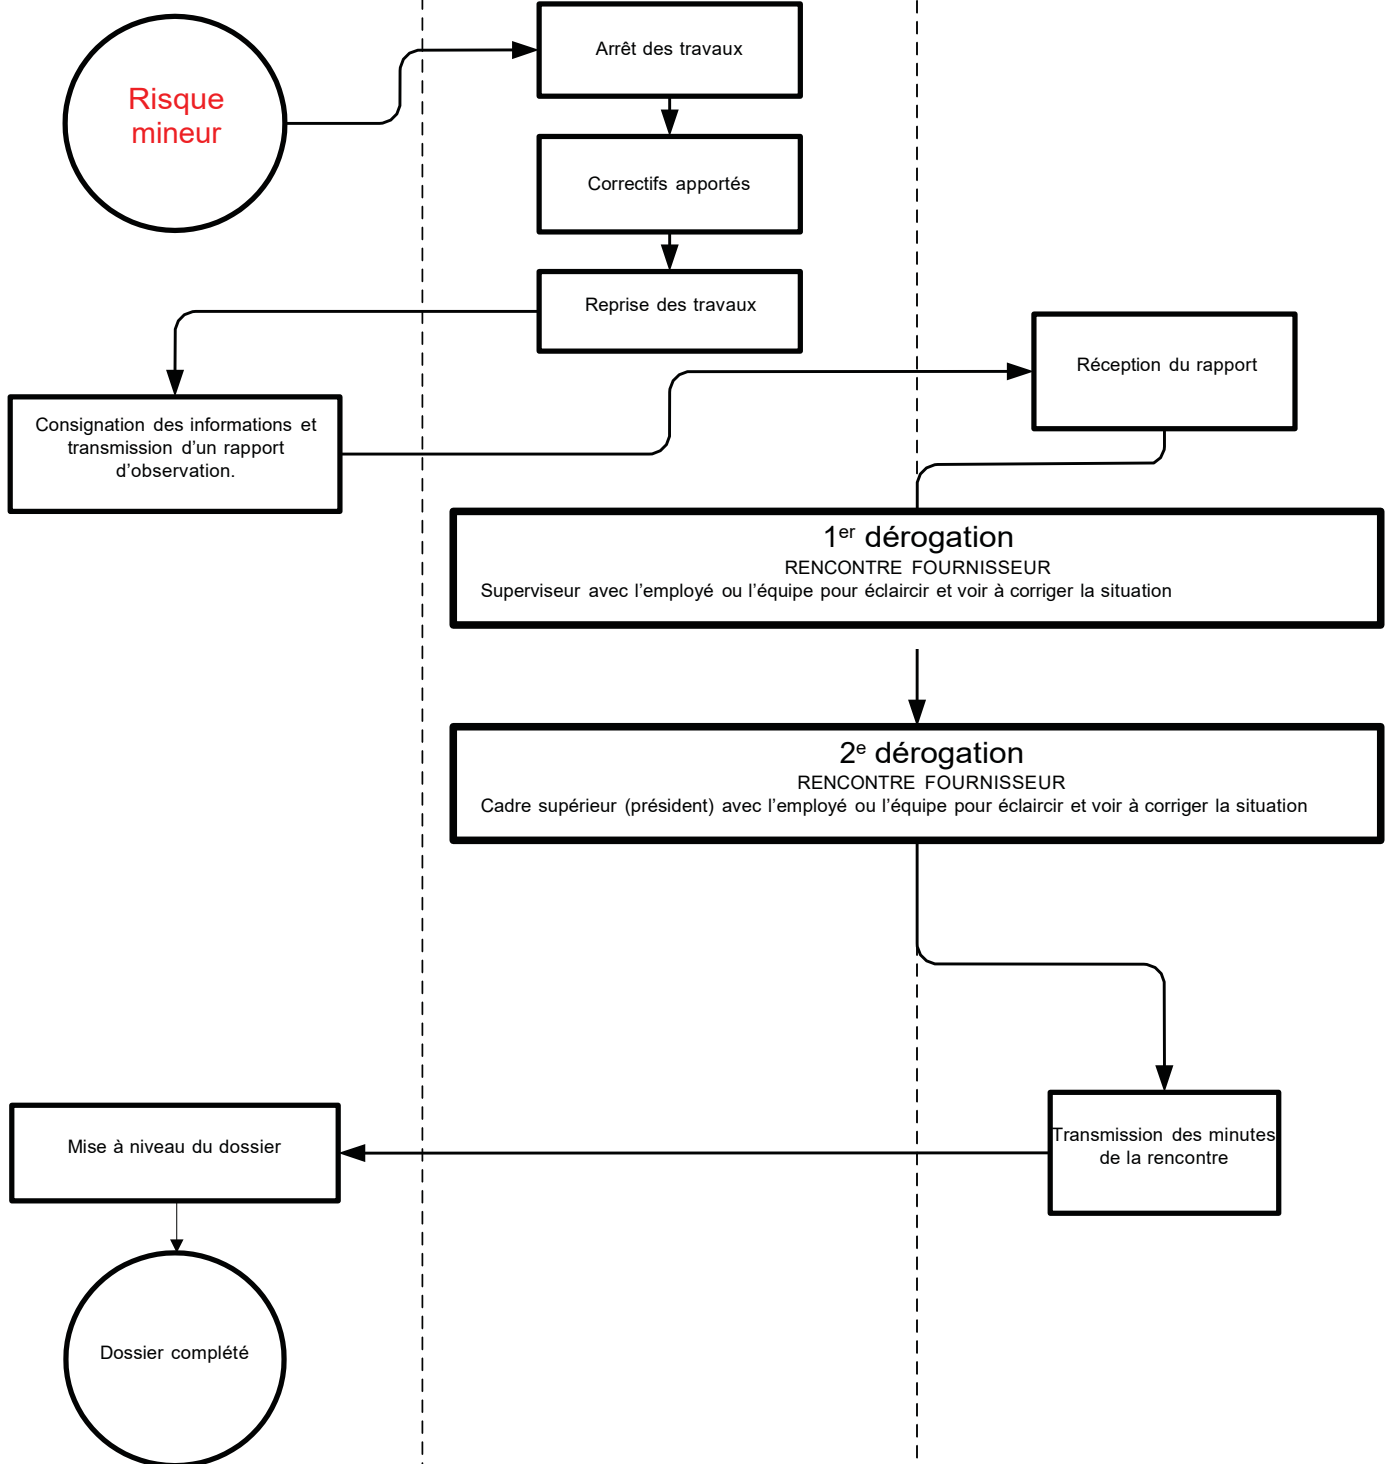 Risque
mineur
Arrêt des travaux
Correctifs apportés
Reprise des travaux
Consignation des informations et
transmission d’un rapport
d’observation.
Réception du rapport
1er dérogation
RENCONTRE FOURNISSEUR
Superviseur avec l’employé ou l’équipe pour éclaircir et voir à corriger la situation
2e dérogation
RENCONTRE FOURNISSEUR
Cadre supérieur (président) avec l’employé ou l’équipe pour éclaircir et voir à corriger la situation
Transmission des minutes
de la rencontre
Mise à niveau du dossier
Dossier complété